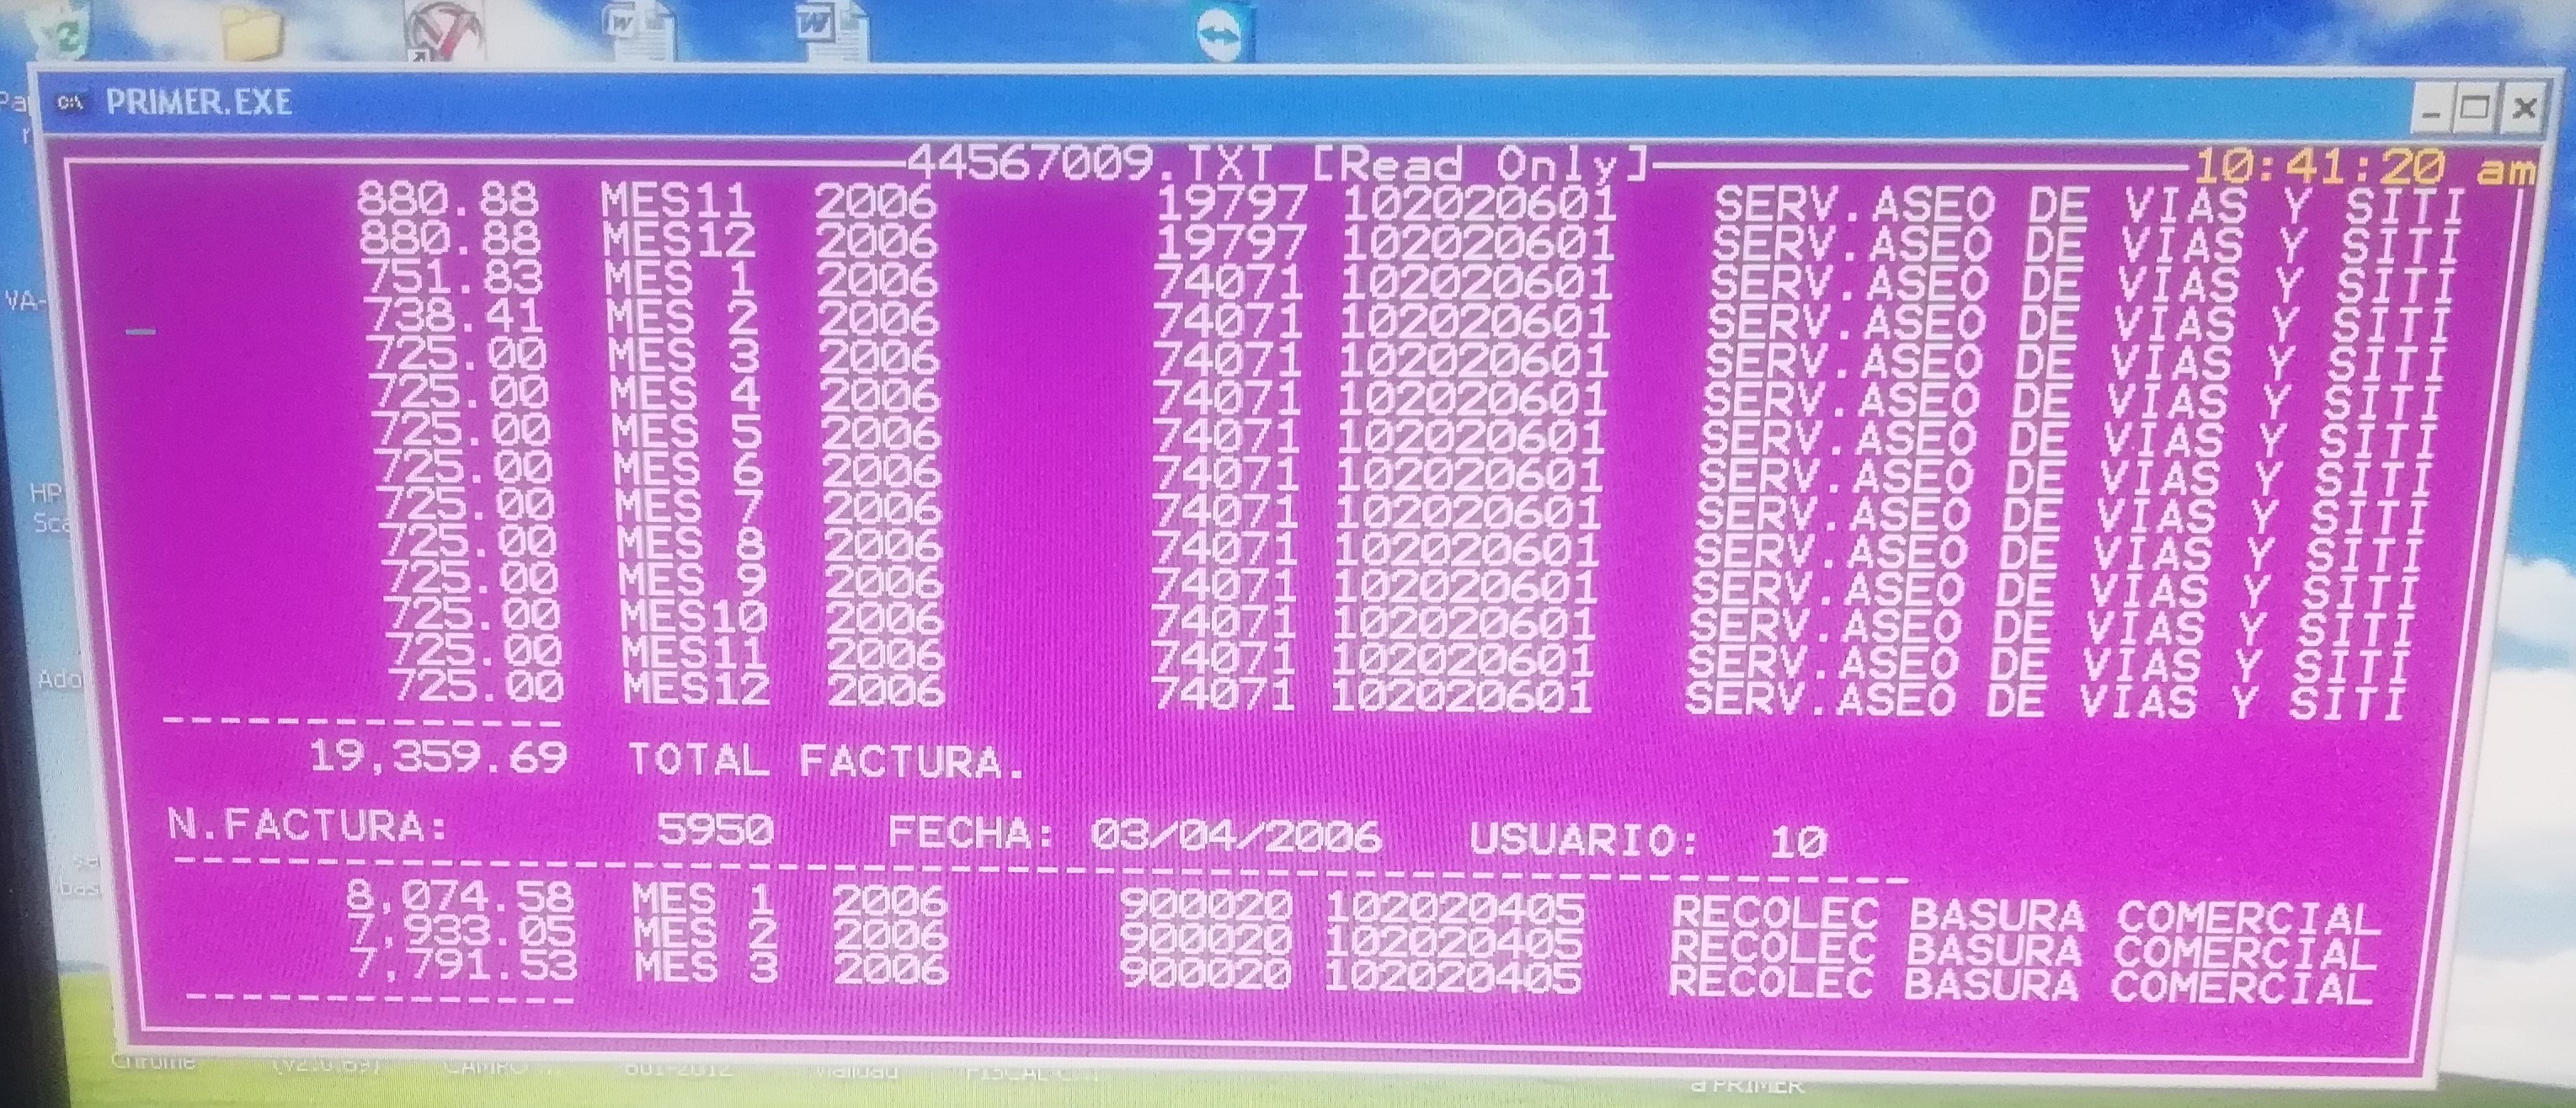 PRIMER.EXE
44567009.TXT [Read Only] 10:41:20 am
880.88 MES11 2006 19797 102020601 SERV.ASEO DE VIAS Y SITI
880.88 MES12 2006 19797 102020601 SERV.ASEO DE VIAS Y SITI
751.83 MES 1 2006 74071 102020601 SERV.ASEO DE VIAS Y SITI
738.41 MES 2 2006 74071 102020601 SERV.ASEO DE VIAS Y SITI
725.00 MES 3 2006 74071 102020601 SERV.ASEO DE VIAS Y SITI
725.00 MES 4 2006 74071 102020601 SERV.ASEO DE VIAS Y SITI
725.00 MES 5 2006 74071 102020601 SERV.ASEO DE VIAS Y SITI
725.00 MES 6 2006 74071 102020601 SERV.ASEO DE VIAS Y SITI
725.00 MES 7 2006 74071 102020601 SERV.ASEO DE VIAS Y SITI
725.00 MES 8 2006 74071 102020601 SERV.ASEO DE VIAS Y SITI
725.00 MES 9 2006 74071 102020601 SERV.ASEO DE VIAS Y SITI
725.00 MES10 2006 74071 102020601 SERV.ASEO DE VIAS Y SITI
725.00 MES11 2006 74071 102020601 SERV.ASEO DE VIAS Y SITI
725.00 MES12 2006 74071 102020601 SERV.ASEO DE VIAS Y SITI
19,359.69 TOTAL FACTURA.
N.FACTURA: 5950 FECHA: 03/04/2006 USUARIO: 10
8,074.58 MES 1 2006 900020 102020405 RECOLEC BASURA COMERCIAL
7,933.05 MES 2 2006 900020 102020405 RECOLEC BASURA COMERCIAL
7,791.53 MES 3 2006 900020 102020405 RECOLEC BASURA COMERCIAL
VA-
HP
Sca
Ado
Chrome
a PRIMER